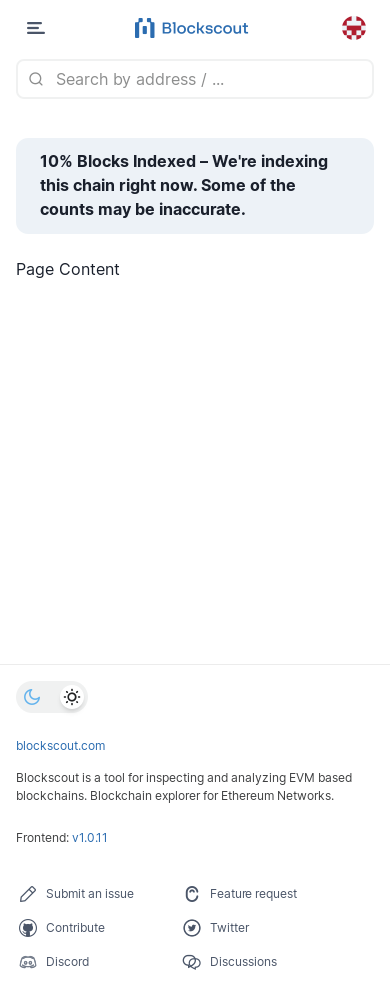 Blockscout
Search by address / ...
10% Blocks Indexed – We're indexing
this chain right now. Some of the
counts may be inaccurate.
Page Content
blockscout.com
Blockscout is a tool for inspecting and analyzing EVM based
blockchains. Blockchain explorer for Ethereum Networks.
Frontend: v1.0.11
Submit an issue
Feature request
Contribute
Twitter
Discord
Discussions